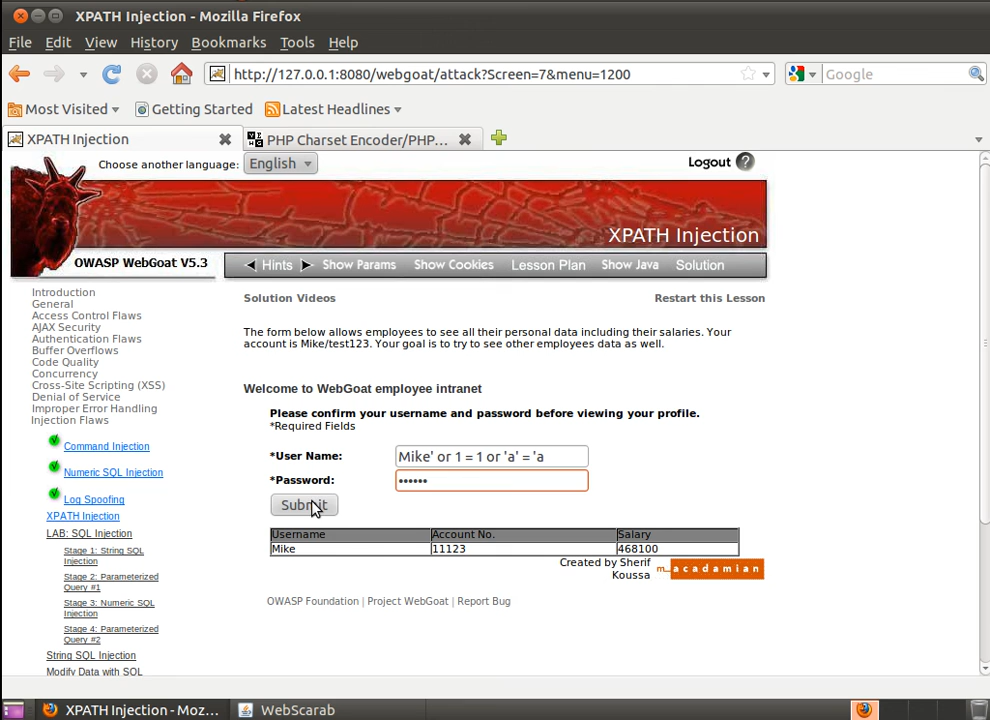 XPATH Injection - Mozilla Firefox
File Edit View History Bookmarks Tools Help
http://127.0.0.1:8080/webgoat/attack?Screen=7&menu=1200
Google
Most Visited Getting Started Latest Headlines
XPATH Injection PHP Charset Encoder/PHP...
Choose another language: English
Logout ?
XPATH Injection
OWASP WebGoat V5.3
Hints Show Params Show Cookies Lesson Plan Show Java Solution
Introduction
General
Access Control Flaws
AJAX Security
Authentication Flaws
Buffer Overflows
Code Quality
Concurrency
Cross-Site Scripting (XSS)
Denial of Service
Improper Error Handling
Injection Flaws
Command Injection
Numeric SQL Injection
Log Spoofing
XPATH Injection
LAB: SQL Injection
Stage 1: String SQL
Injection
Stage 2: Parameterized
Query #1
Stage 3: Numeric SQL
Injection
Stage 4: Parameterized
Query #2
String SQL Injection
Modify Data with SQL
Solution Videos
Restart this Lesson
The form below allows employees to see all their personal data including their salaries. Your
account is Mike/test123. Your goal is to try to see other employees data as well.
Welcome to WebGoat employee intranet
Please confirm your username and password before viewing your profile.
*Required Fields
*User Name: Mike' or 1 = 1 or 'a' = 'a
*Password: ••••••
Submit
Username Account No. Salary
Mike 11123 468100
Created by Sherif
Koussa
m_acadamian
OWASP Foundation | Project WebGoat | Report Bug
XPATH Injection - Moz... WebScarab